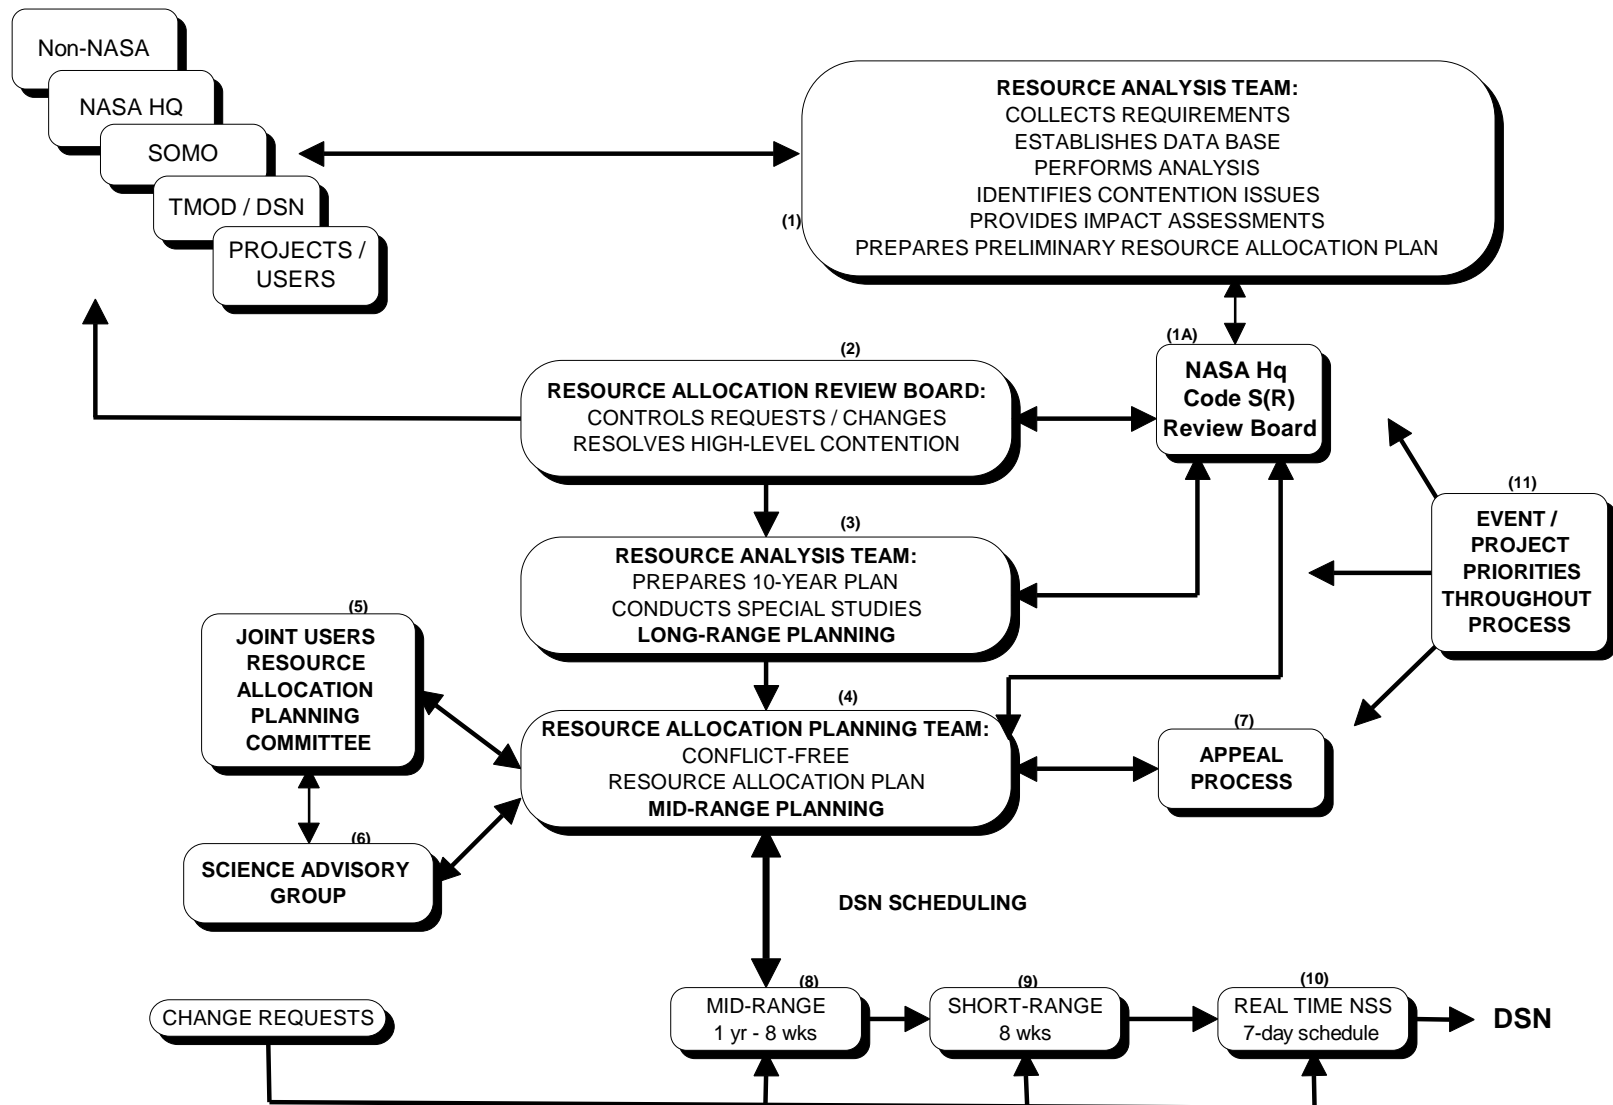 Non-NASA
NASA HQ
SOMO
TMOD / DSN
PROJECTS /
USERS
RESOURCE ANALYSIS TEAM:
COLLECTS REQUIREMENTS
ESTABLISHES DATA BASE
PERFORMS ANALYSIS
IDENTIFIES CONTENTION ISSUES
PROVIDES IMPACT ASSESSMENTS
PREPARES PRELIMINARY RESOURCE ALLOCATION PLAN
(1)
(1A)
NASA Hq
Code S(R)
Review Board
(2)
RESOURCE ALLOCATION REVIEW BOARD:
CONTROLS REQUESTS / CHANGES
RESOLVES HIGH-LEVEL CONTENTION
(11)
EVENT /
PROJECT
PRIORITIES
THROUGHOUT
PROCESS
(3)
RESOURCE ANALYSIS TEAM:
PREPARES 10-YEAR PLAN
CONDUCTS SPECIAL STUDIES
LONG-RANGE PLANNING
(5)
JOINT USERS
RESOURCE
ALLOCATION
PLANNING
COMMITTEE
(4)
RESOURCE ALLOCATION PLANNING TEAM:
CONFLICT-FREE
RESOURCE ALLOCATION PLAN
MID-RANGE PLANNING
(7)
APPEAL
PROCESS
(6)
SCIENCE ADVISORY
GROUP
DSN SCHEDULING
CHANGE REQUESTS
(8)
MID-RANGE
1 yr - 8 wks
(9)
SHORT-RANGE
8 wks
(10)
REAL TIME NSS
7-day schedule
DSN